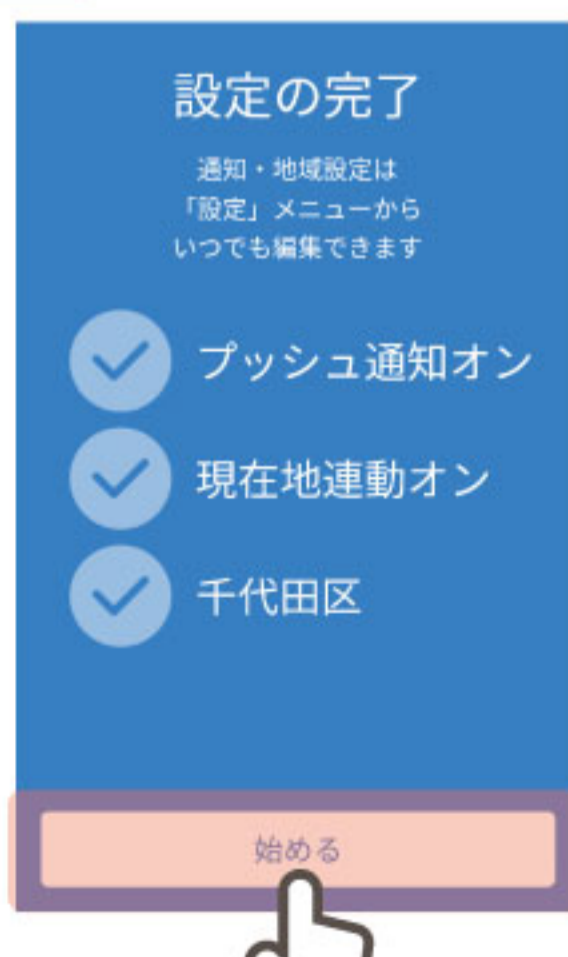 設定の完了
通知・地域設定は
「設定」メニューから
いつでも編集できます
プッシュ通知オン
現在地連動オン
千代田区
始める